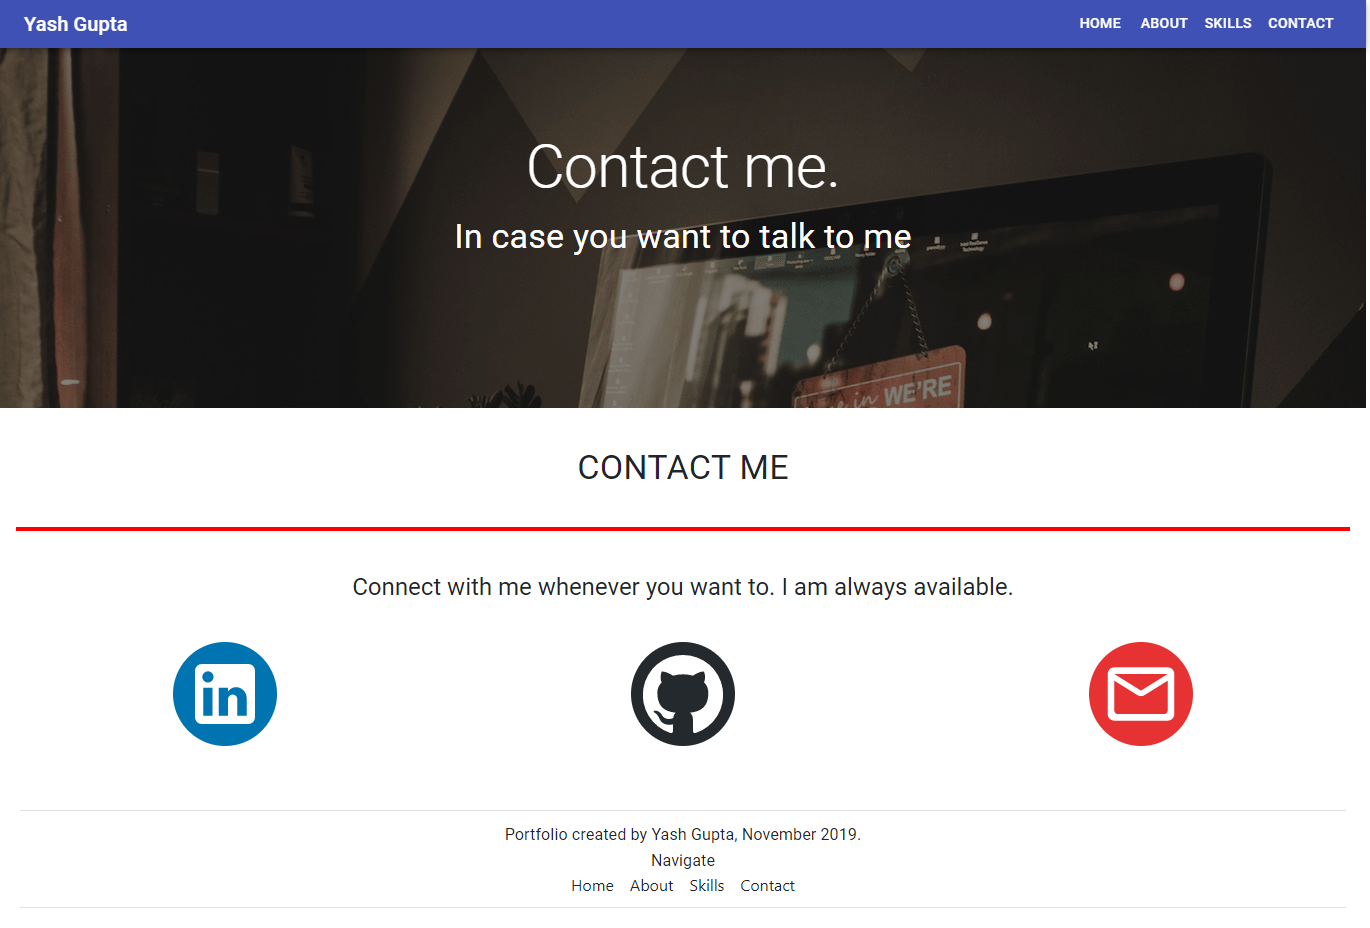 Yash Gupta
HOME ABOUT SKILLS CONTACT
Contact me.
In case you want to talk to me
in WE'RE
CONTACT ME
Connect with me whenever you want to. I am always available.
in
Portfolio created by Yash Gupta, November 2019.
Navigate
Home About Skills Contact